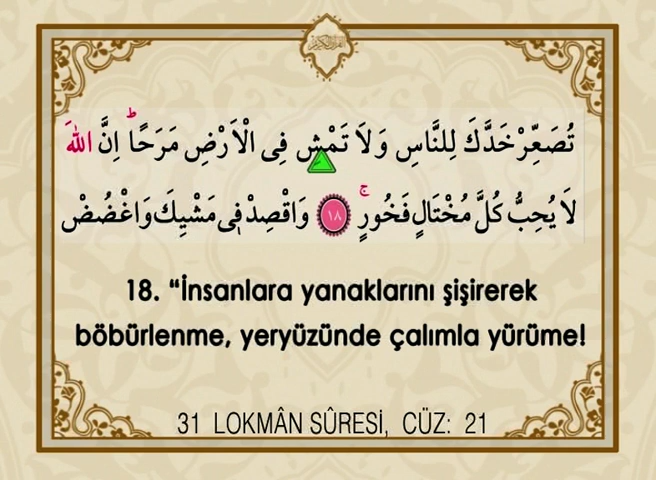 تُصَعِّرْ خَدَّكَ لِلنَّاسِ وَلَا تَمْشِ فِى الْاَرْضِ مَرَحًاۜ اِنَّ اللّٰهَ
لَا يُحِبُّ كُلَّ مُخْتَالٍ فَخُورٍۚ ﴿١٨﴾ وَاقْصِدْ فٖى مَشْيِكَ وَاغْضُضْ
18. “İnsanlara yanaklarını şişirerek
böbürlenme, yeryüzünde çalımla yürüme!
31 LOKMÂN SÛRESİ, CÜZ: 21